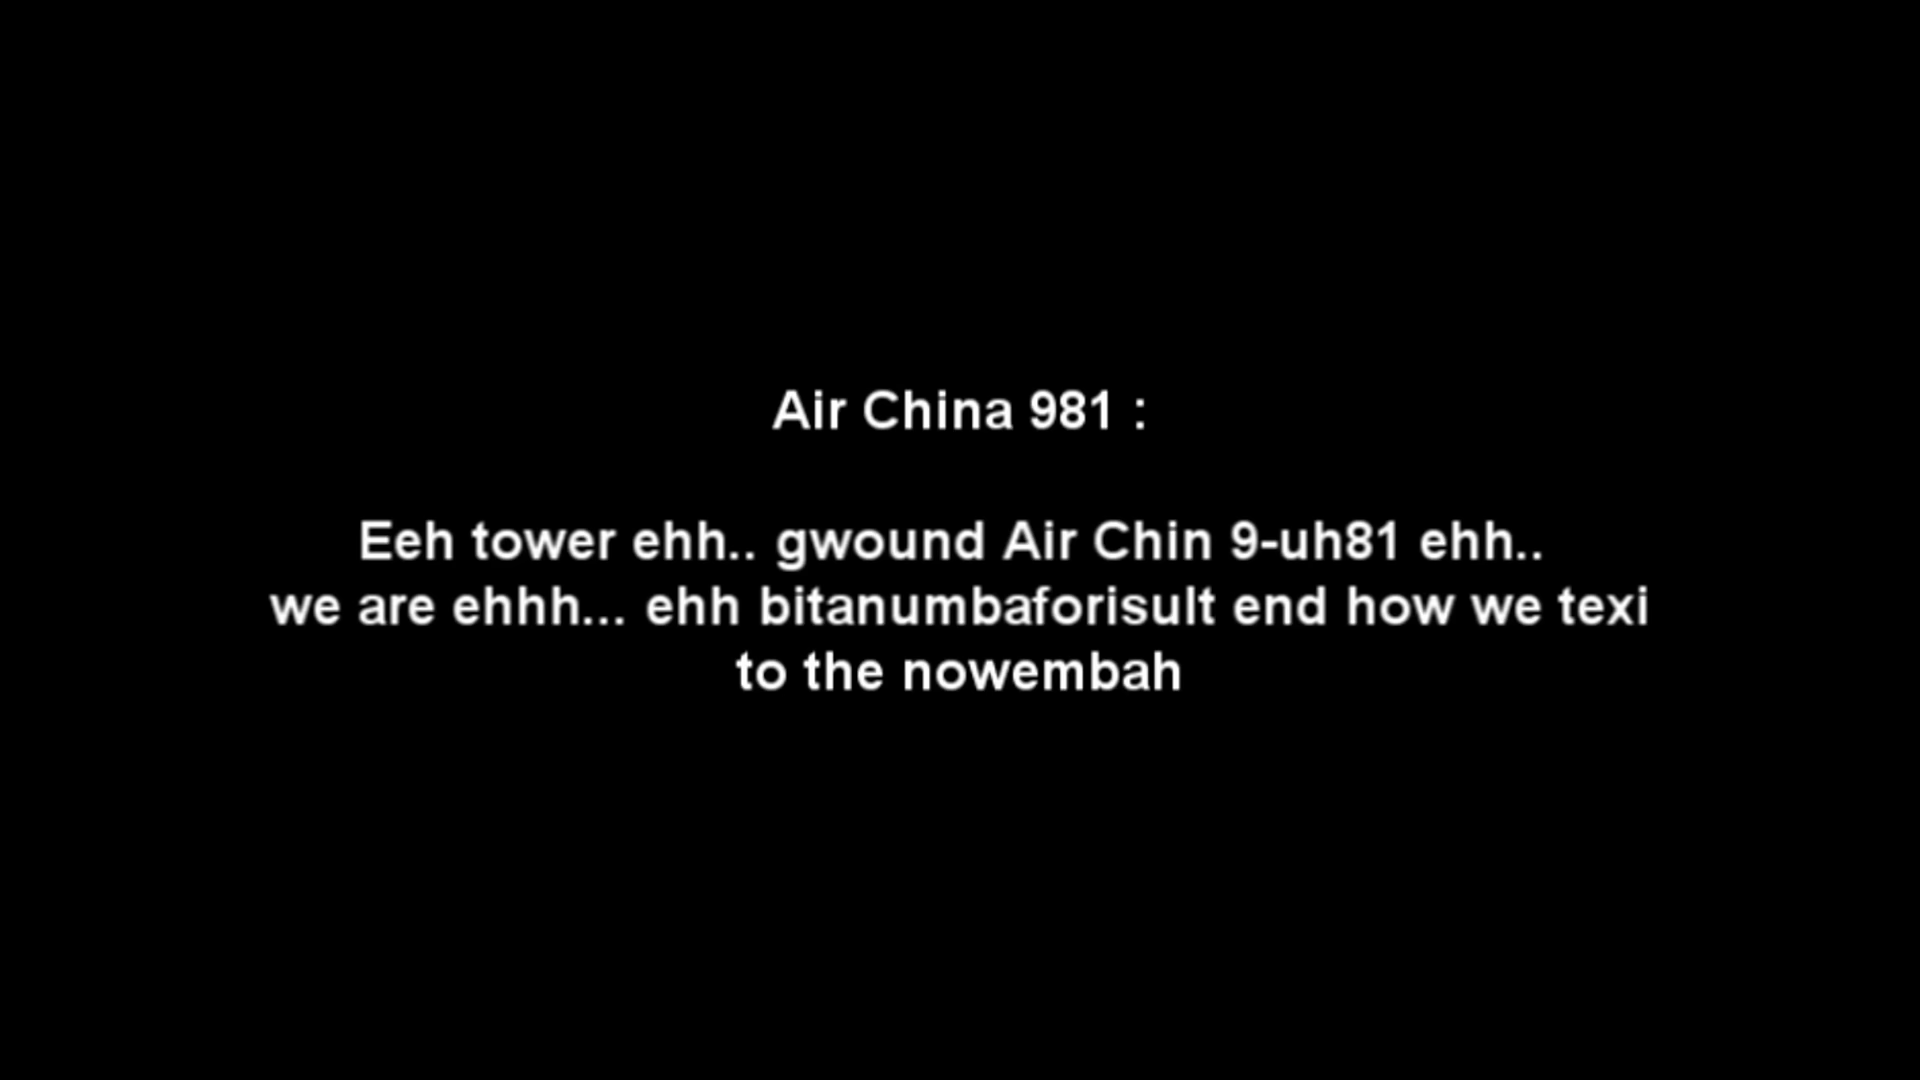 Air China 981 :
Eeh tower ehh.. gwound Air Chin 9-uh81 ehh..
we are ehhh... ehh bitanumbaforisult end how we texi
to the nowembah